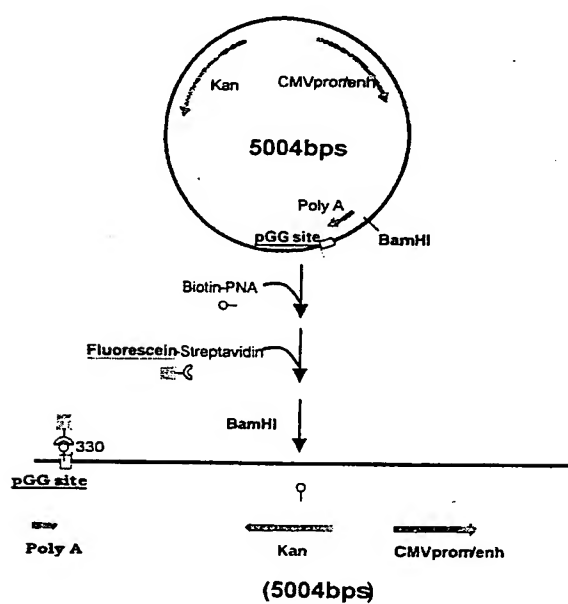 Kan
CMVprom/enh
5004bps
Poly A
pGG site
BamHI
Biotin-PNA
Fluorescein-Streptavidin
BamHI
330
pGG site
Poly A
Kan
CMVprom/enh
(5004bps)